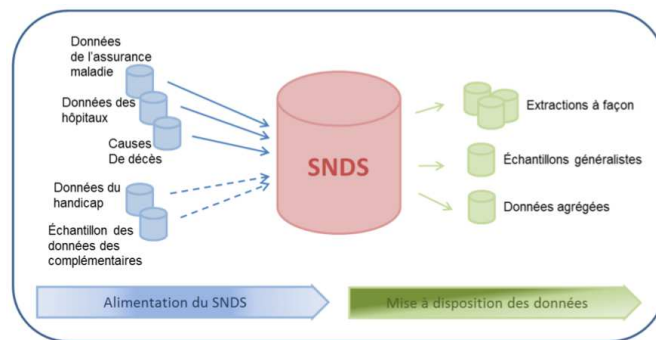 Données
de l'assurance
maladie
Données des
hôpitaux
Causes
De décès
Données du
handicap
Échantillon des
données des
complémentaires
SNDS
Extractions à façon
Échantillons généralistes
Données agrégées
Alimentation du SNDS
Mise à disposition des données